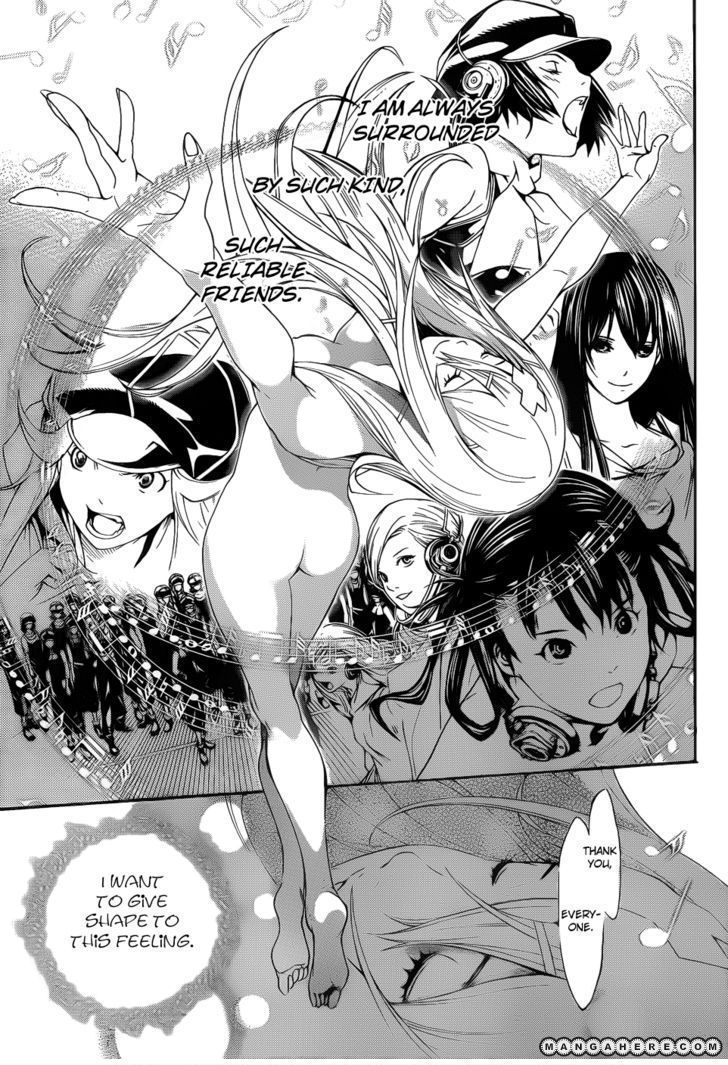 I AM ALWAYS
SURROUNDED
BY SUCH KIND,
SUCH
RELIABLE
FRIENDS.
THANK
YOU,
EVERY-
ONE.
I WANT
TO GIVE
SHAPE TO
THIS FEELING.
MANGAHERE.COM